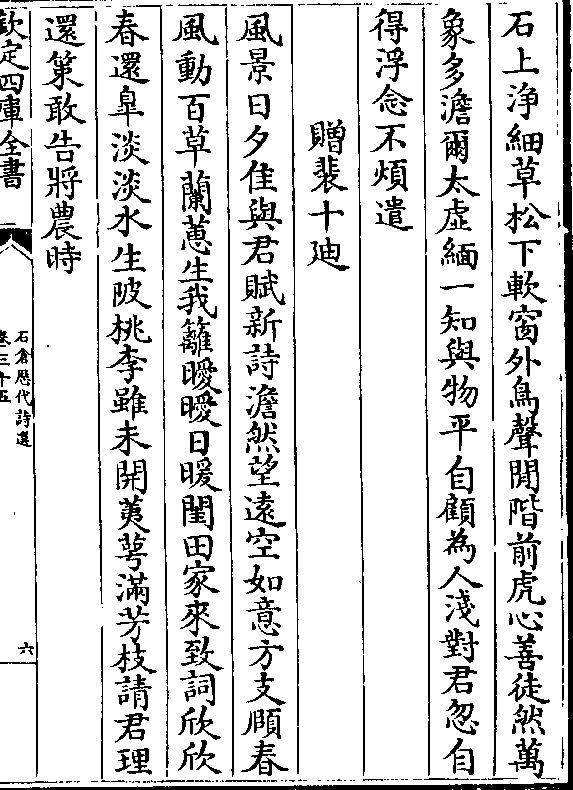 石上浄細草松下軟窗外鳥聲閒階前虎心善徒然萬
象多澹爾太虛緬一知與物平自顧為人淺對君忽自
得浮念不煩遣
贈裴十廸
風景日夕佳與君賦新詩澹然望遠空如意方支頤春
風動百草蘭蕙生我籬曖曖日暖閨田家來致詞欣欣
春還臯淡淡水生陂桃李雖未開荑萼滿芳枝請君理
還策敢告將農時
欽定四庫全書
石倉歷代詩選
卷三十五
六